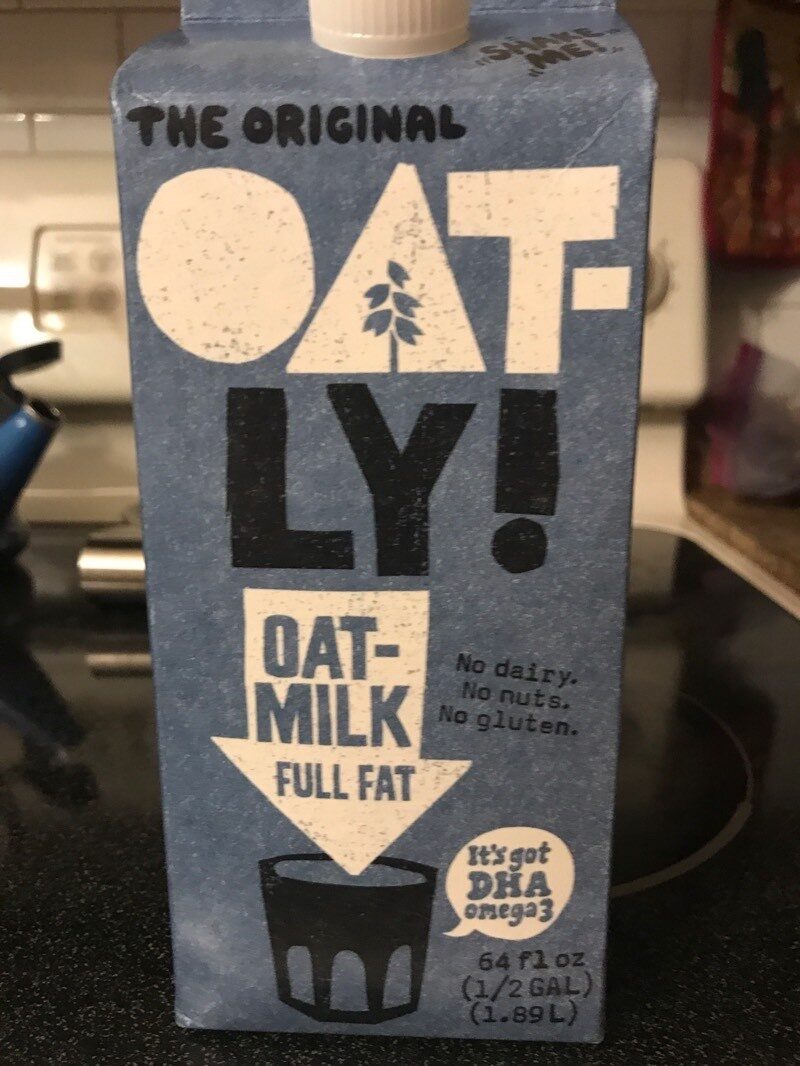 SHAKE
ME!
THE ORIGINAL
OAT-
LY!
OAT-
MILK
FULL FAT
No dairy.
No nuts.
No gluten.
It's got
DHA
omega3
64 fl oz
(1/2 GAL)
(1.89 L)